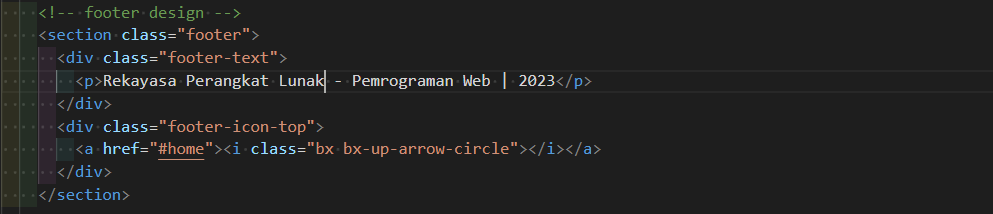 <!-- footer design -->
<section class="footer">
<div class="footer-text">
<p>Rekayasa Perangkat Lunak - Pemrograman Web | 2023</p>
</div>
<div class="footer-icon-top">
<a href="#home"><i class="bx bx-up-arrow-circle"></i></a>
</div>
</section>